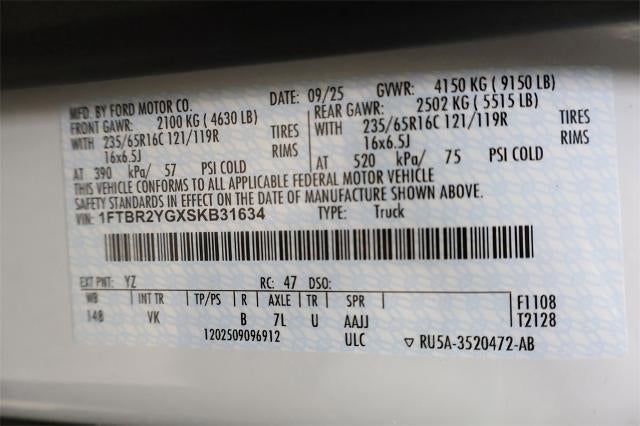 MFD. BY FORD MOTOR CO. DATE: 09/25 GVWR: 4150 KG ( 9150 LB)
FRONT GAWR: 2100 KG ( 4630 LB) REAR GAWR: 2502 KG ( 5515 LB)
WITH 235/65R16C 121/119R TIRES WITH 235/65R16C 121/119R TIRES
16x6.5J RIMS 16x6.5J RIMS
AT 390 kPa/ 57 PSI COLD AT 520 kPa/ 75 PSI COLD
THIS VEHICLE CONFORMS TO ALL APPLICABLE FEDERAL MOTOR VEHICLE
SAFETY STANDARDS IN EFFECT ON THE DATE OF MANUFACTURE SHOWN ABOVE.
VIN: 1FTBR2YGXSKB31634 TYPE: Truck
EXT PNT: YZ RC: 47 DSO:
WB INT TR TP/PS R AXLE TR SPR F1108
148 VK B 7L U AAJJ T2128
1202509096912 ULC ▽ RU5A-3520472-AB